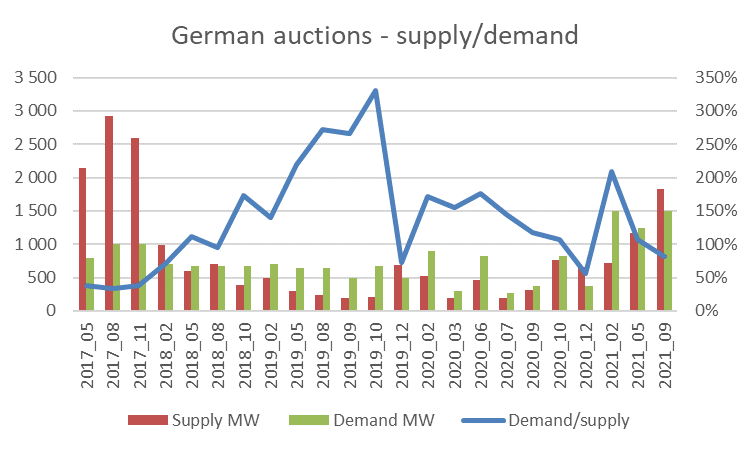 German auctions - supply/demand
3 500 350%
3 000 300%
2 500 250%
2 000 200%
1 500 150%
1 000 100%
500 50%
0 0%
2017_05 2017_08 2017_11 2018_02 2018_05 2018_08 2018_10 2019_02 2019_05 2019_08 2019_09 2019_10 2019_12 2020_02 2020_03 2020_06 2020_07 2020_09 2020_10 2020_12 2021_02 2021_05 2021_09
Supply MW Demand MW Demand/supply